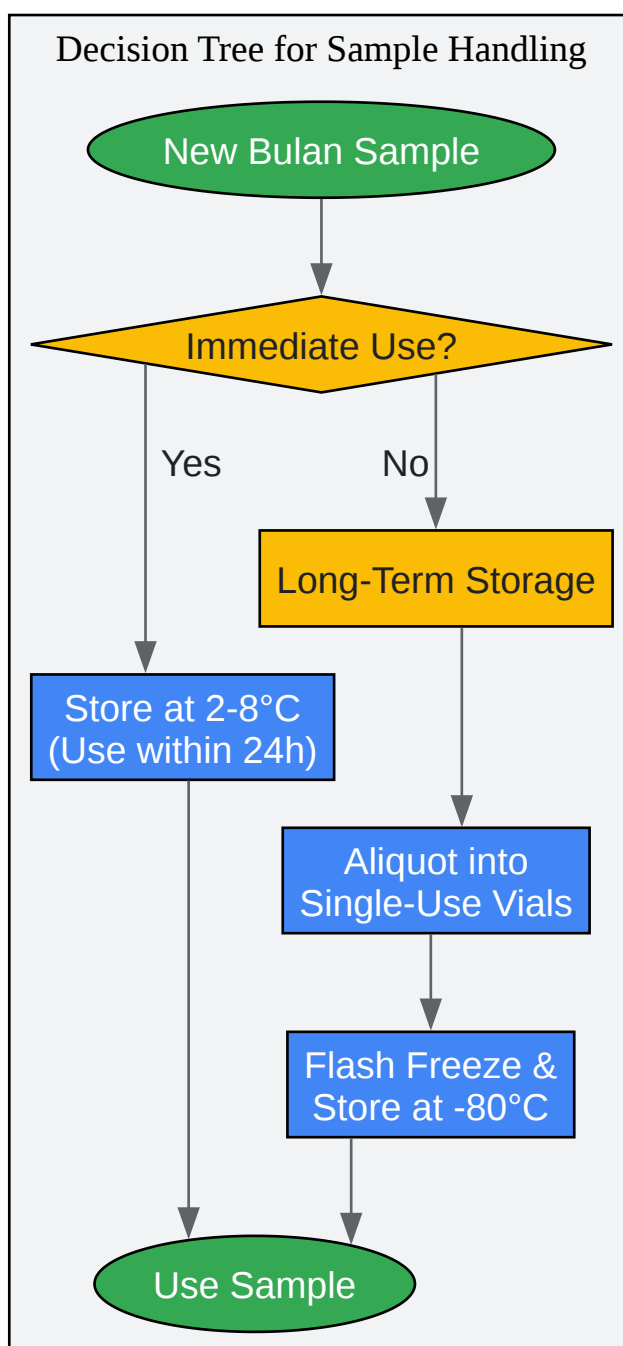 Decision Tree for Sample Handling
New Bulan Sample
Immediate Use?
Yes
No
Long-Term Storage
Store at 2-8°C
(Use within 24h)
Aliquot into
Single-Use Vials
Flash Freeze &
Store at -80°C
Use Sample